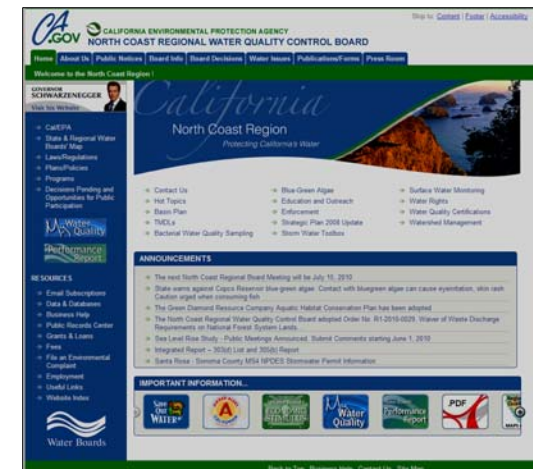 Skip to: Content | Footer | Accessibility
CA.GOV
CALIFORNIA ENVIRONMENTAL PROTECTION AGENCY
NORTH COAST REGIONAL WATER QUALITY CONTROL BOARD
Home About Us Public Notices Board Info Board Decisions Water Issues Publications/Forms Press Room
Welcome to the North Coast Region !
GOVERNOR
SCHWARZENEGGER
Visit his Website
California
North Coast Region
Protecting California's Water
Cal/EPA
State & Regional Water
Boards' Map
Laws/Regulations
Plans/Policies
Programs
Decisions Pending and
Opportunities for Public
Participation
My Water
Quality
Performance
Report
RESOURCES
Email Subscriptions
Data & Databases
Business Help
Public Records Center
Grants & Loans
Fees
File an Environmental
Complaint
Employment
Useful Links
Website Index
Water Boards
Contact Us
Hot Topics
Basin Plan
TMDLs
Bacterial Water Quality Sampling
Blue-Green Algae
Education and Outreach
Enforcement
Strategic Plan 2008 Update
Storm Water Toolbox
Surface Water Monitoring
Water Rights
Water Quality Certifications
Watershed Management
ANNOUNCEMENTS
The next North Coast Regional Board Meeting will be July 15, 2010
State warns against Copco Reservoir blue-green algae. Contact with bluegreen algae can cause eyeirritation, skin rash. Caution urged when consuming fish
The Green Diamond Resource Company Aquatic Habitat Conservation Plan has been adopted
The North Coast Regional Water Quality Control Board adopted Order No. R1-2010-0029, Waiver of Waste Discharge
Requirements on National Forest System Lands.
Sea Level Rise Study - Public Meetings Announced. Submit Comments starting June 1, 2010
Integrated Report – 303(d) List and 305(b) Report
Santa Rosa - Sonoma County MS4 NPDES Stormwater Permit Information
IMPORTANT INFORMATION...
Save
Our
WATER
My
Water
Quality
Performance
Report
.PDF
MAPS
Back to Top Business Help Contact Us Site Map